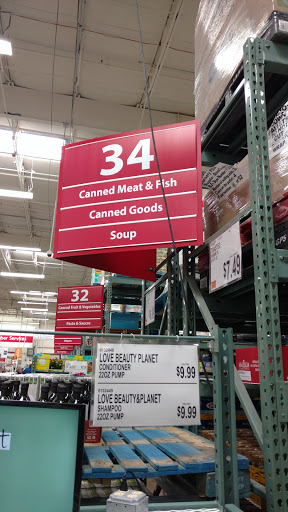 34
Canned Meat & Fish
Canned Goods
Soup
32
Canned Fruit & Vegetables
Pasta & Sauces
$7.49
LOVE BEAUTY PLANET
CONDITIONER
22OZ PUMP
$9.99
LOVE BEAUTY&PLANET
SHAMPOO
22OZ PUMP
$9.99